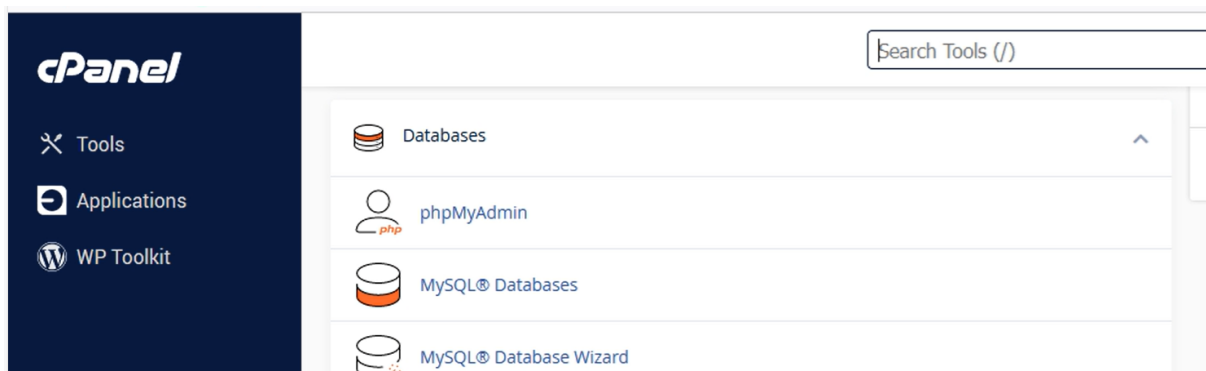 cPanel
Search Tools (/)
Tools
Applications
WP Toolkit
Databases
phpMyAdmin
php
MySQL® Databases
MySQL® Database Wizard